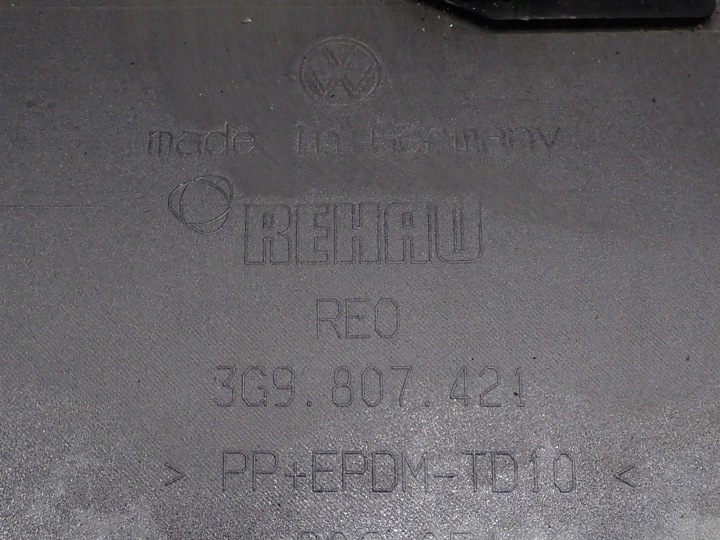 made in Germany
REHAU
REO
3G9.807.421
> PP+EPDM-TD10 <